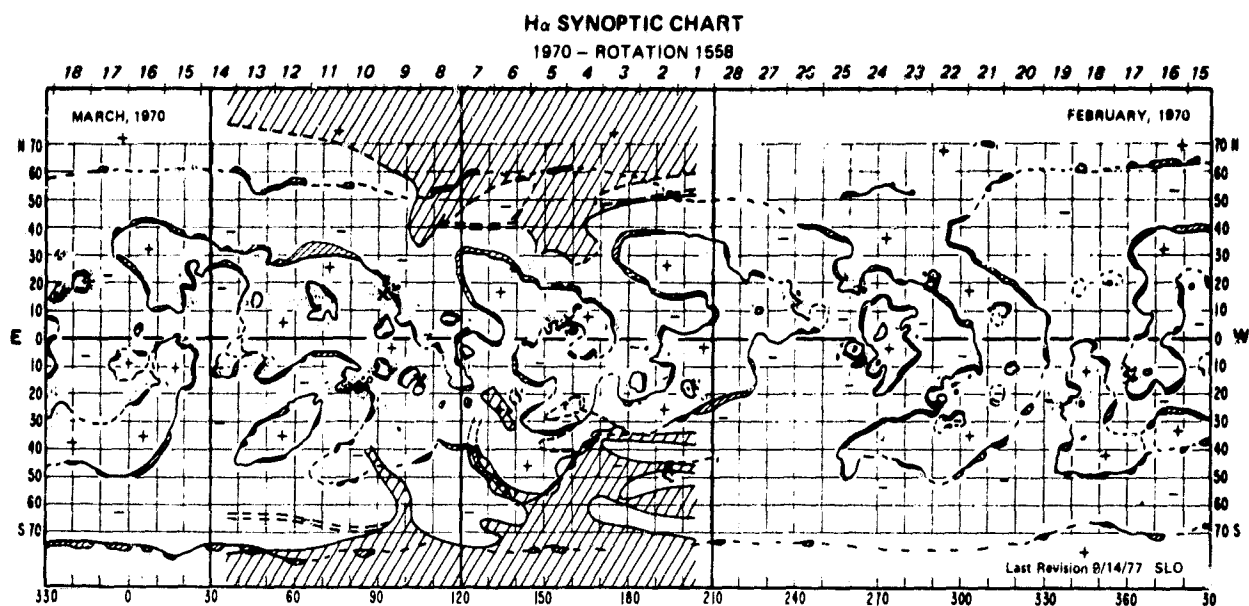 Hα SYNOPTIC CHART
1970 – ROTATION 1558
18 17 16 15 14 13 12 11 10 9 8 7 6 5 4 3 2 1 28 27 26 25 24 23 22 21 20 19 18 17 16 15
MARCH, 1970 FEBRUARY, 1970
N 70 70 N
60 60
50 50
40 40
30 30
20 20
10 10
E 0 0 W
10 10
20 20
30 30
40 40
50 50
60 60
S 70 70 S
Last Revision 9/14/77 SLO
330 0 30 60 90 120 150 180 210 240 270 300 330 360 30